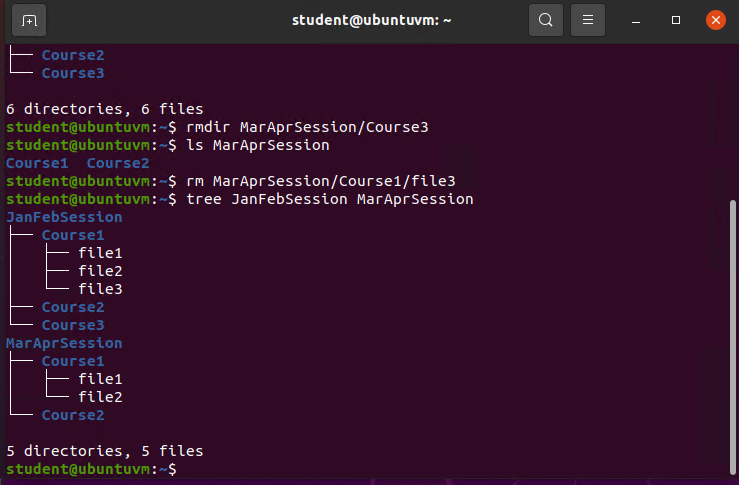 student@ubuntuvm: ~
├── Course2
└── Course3
6 directories, 6 files
student@ubuntuvm:~$ rmdir MarAprSession/Course3
student@ubuntuvm:~$ ls MarAprSession
Course1  Course2
student@ubuntuvm:~$ rm MarAprSession/Course1/file3
student@ubuntuvm:~$ tree JanFebSession MarAprSession
JanFebSession
├── Course1
│   ├── file1
│   ├── file2
│   └── file3
├── Course2
└── Course3
MarAprSession
├── Course1
│   ├── file1
│   └── file2
└── Course2
5 directories, 5 files
student@ubuntuvm:~$